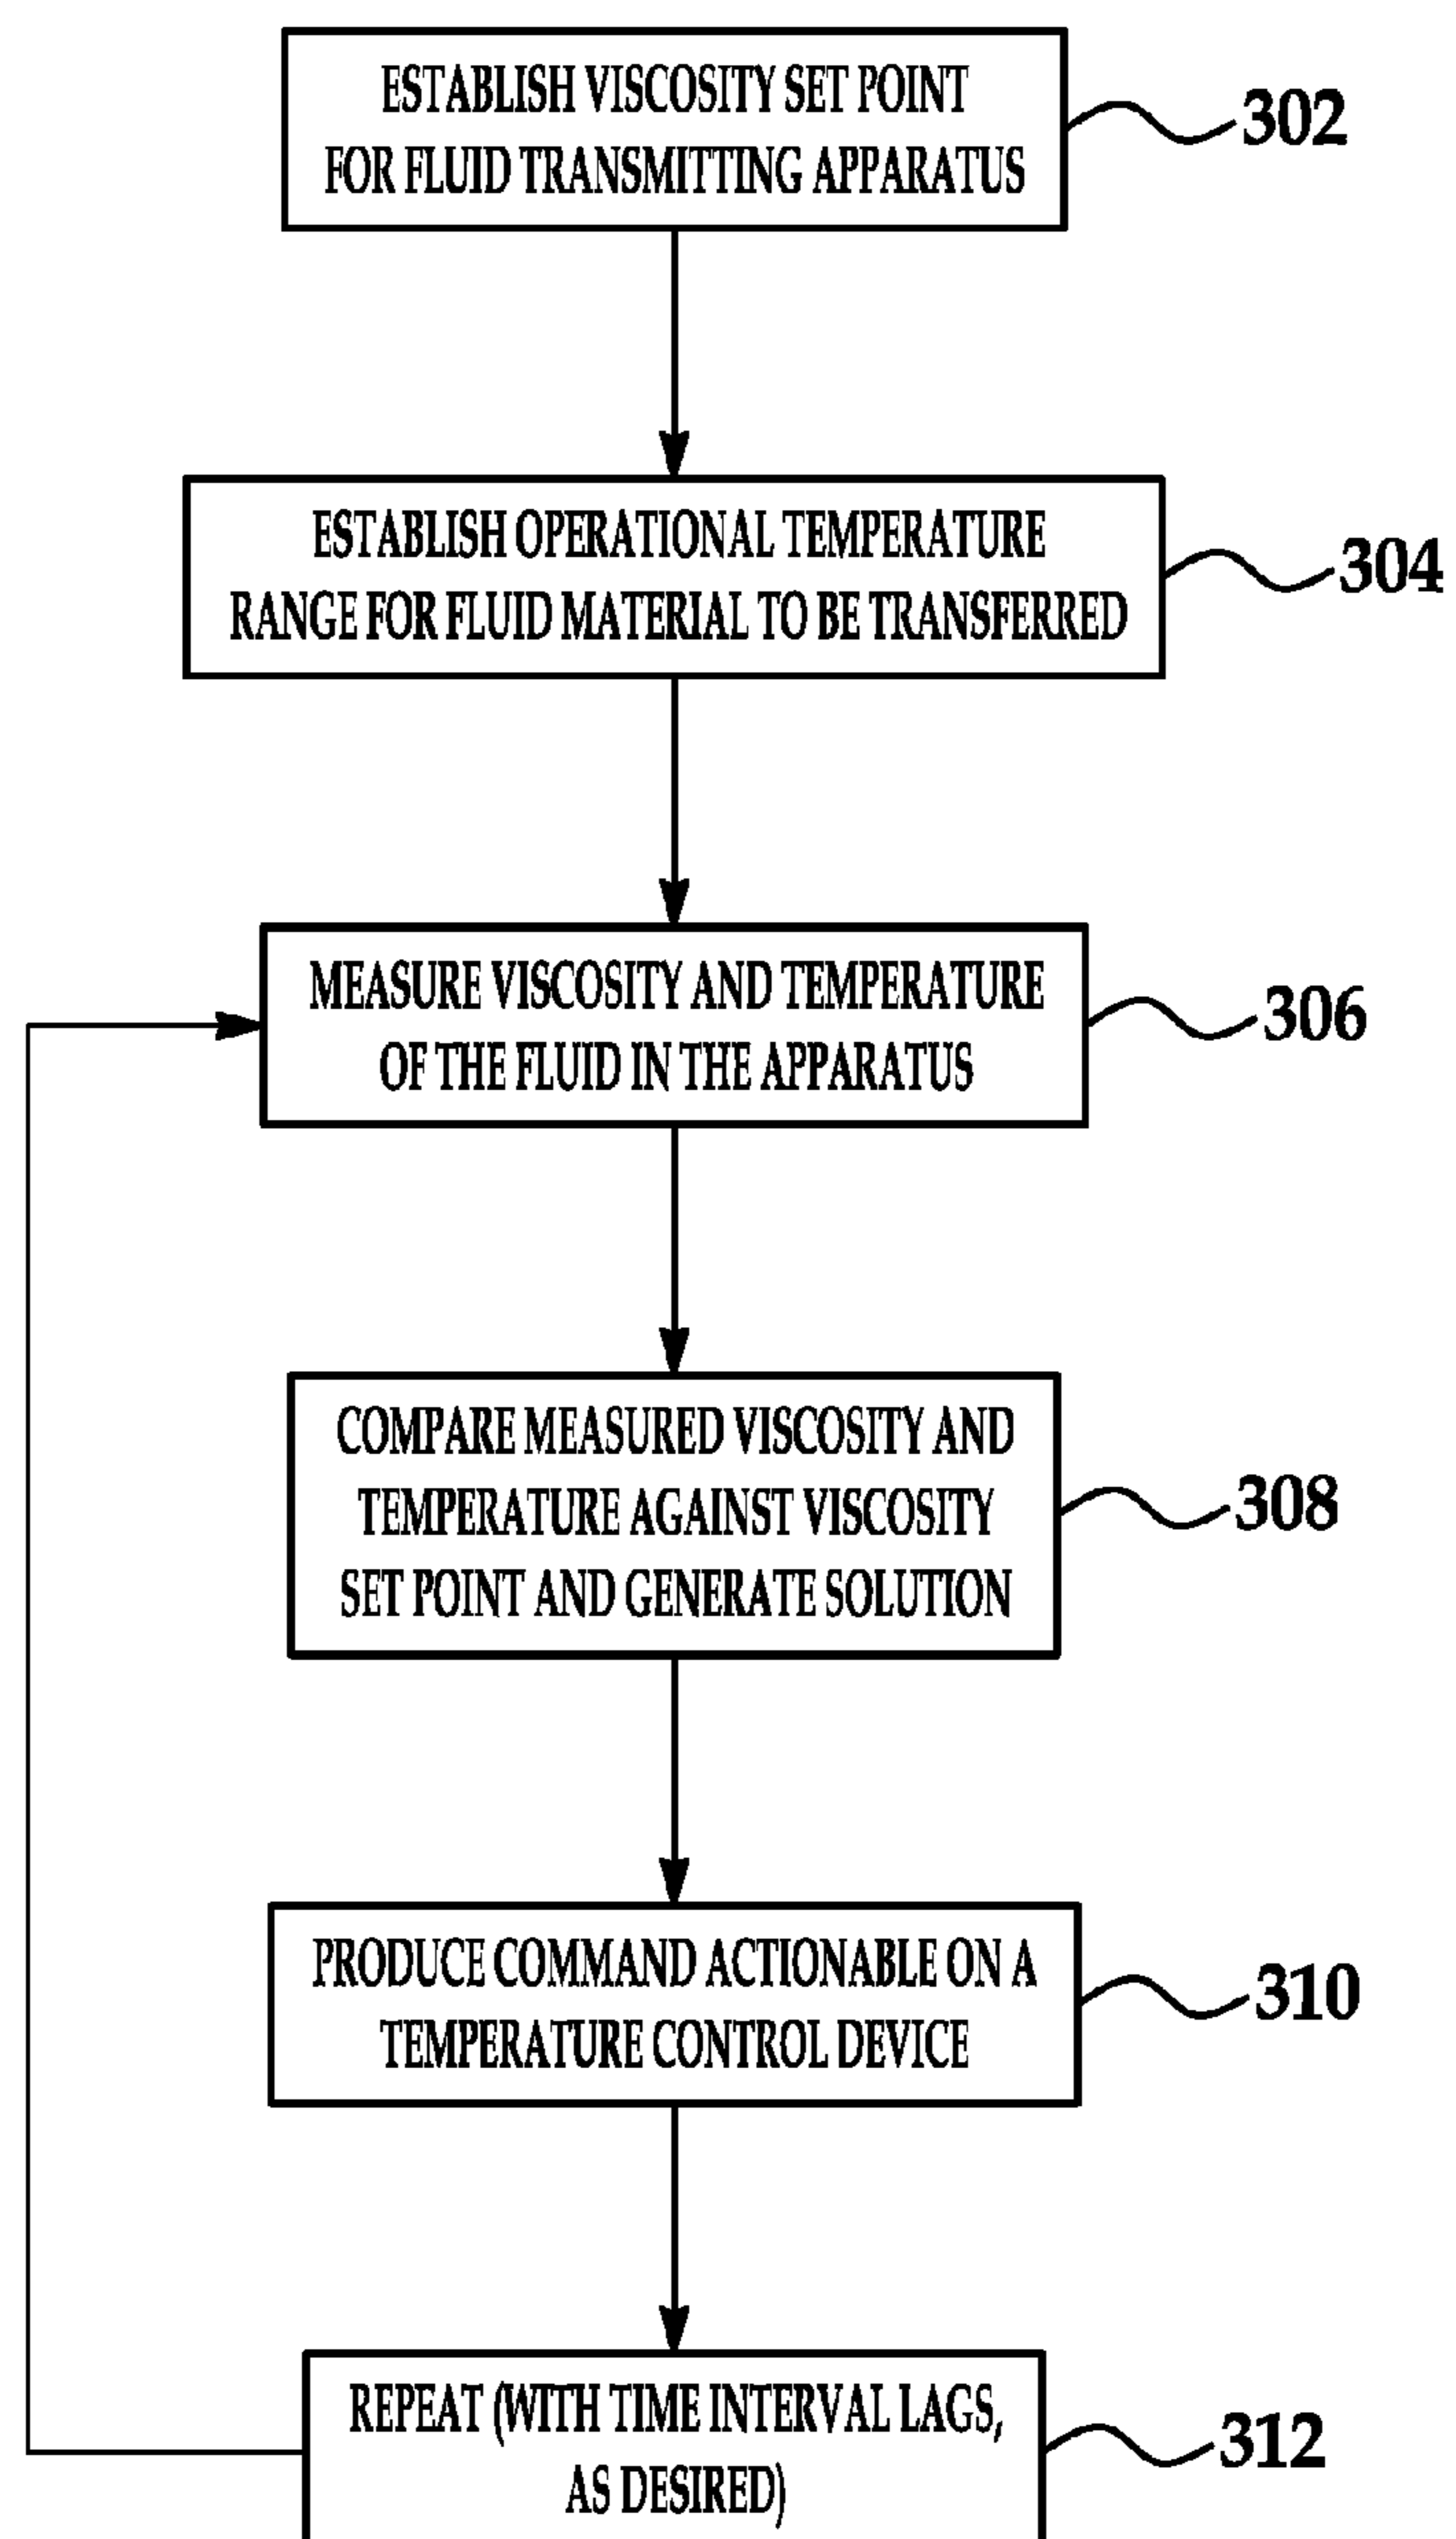 ESTABLISH VISCOSITY SET POINT
FOR FLUID TRANSMITTING APPARATUS
302
ESTABLISH OPERATIONAL TEMPERATURE
RANGE FOR FLUID MATERIAL TO BE TRANSFERRED
304
MEASURE VISCOSITY AND TEMPERATURE
OF THE FLUID IN THE APPARATUS
306
COMPARE MEASURED VISCOSITY AND
TEMPERATURE AGAINST VISCOSITY
SET POINT AND GENERATE SOLUTION
308
PRODUCE COMMAND ACTIONABLE ON A
TEMPERATURE CONTROL DEVICE
310
REPEAT (WITH TIME INTERVAL LAGS,
AS DESIRED)
312